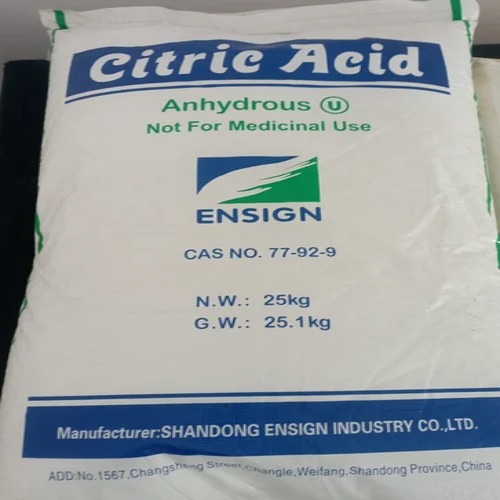 Citric Acid
Anhydrous Ⓤ
Not For Medicinal Use
ENSIGN
CAS NO. 77-92-9
N.W.: 25kg
G.W.: 25.1kg
Manufacturer:SHANDONG ENSIGN INDUSTRY CO.,LTD.
ADD:No.1567,Changsheng Street,Changle,Weifang,Shandong Province,China